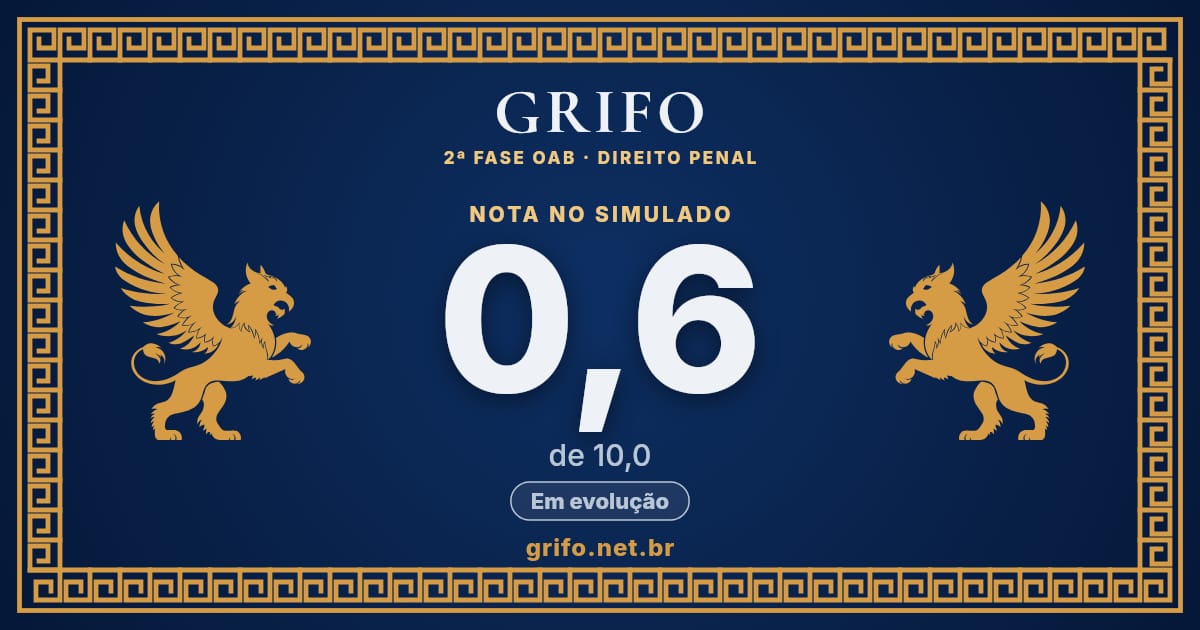 GRIFO
2ª FASE OAB · DIREITO PENAL
NOTA NO SIMULADO
0,6
de 10,0
Em evolução
grifo.net.br